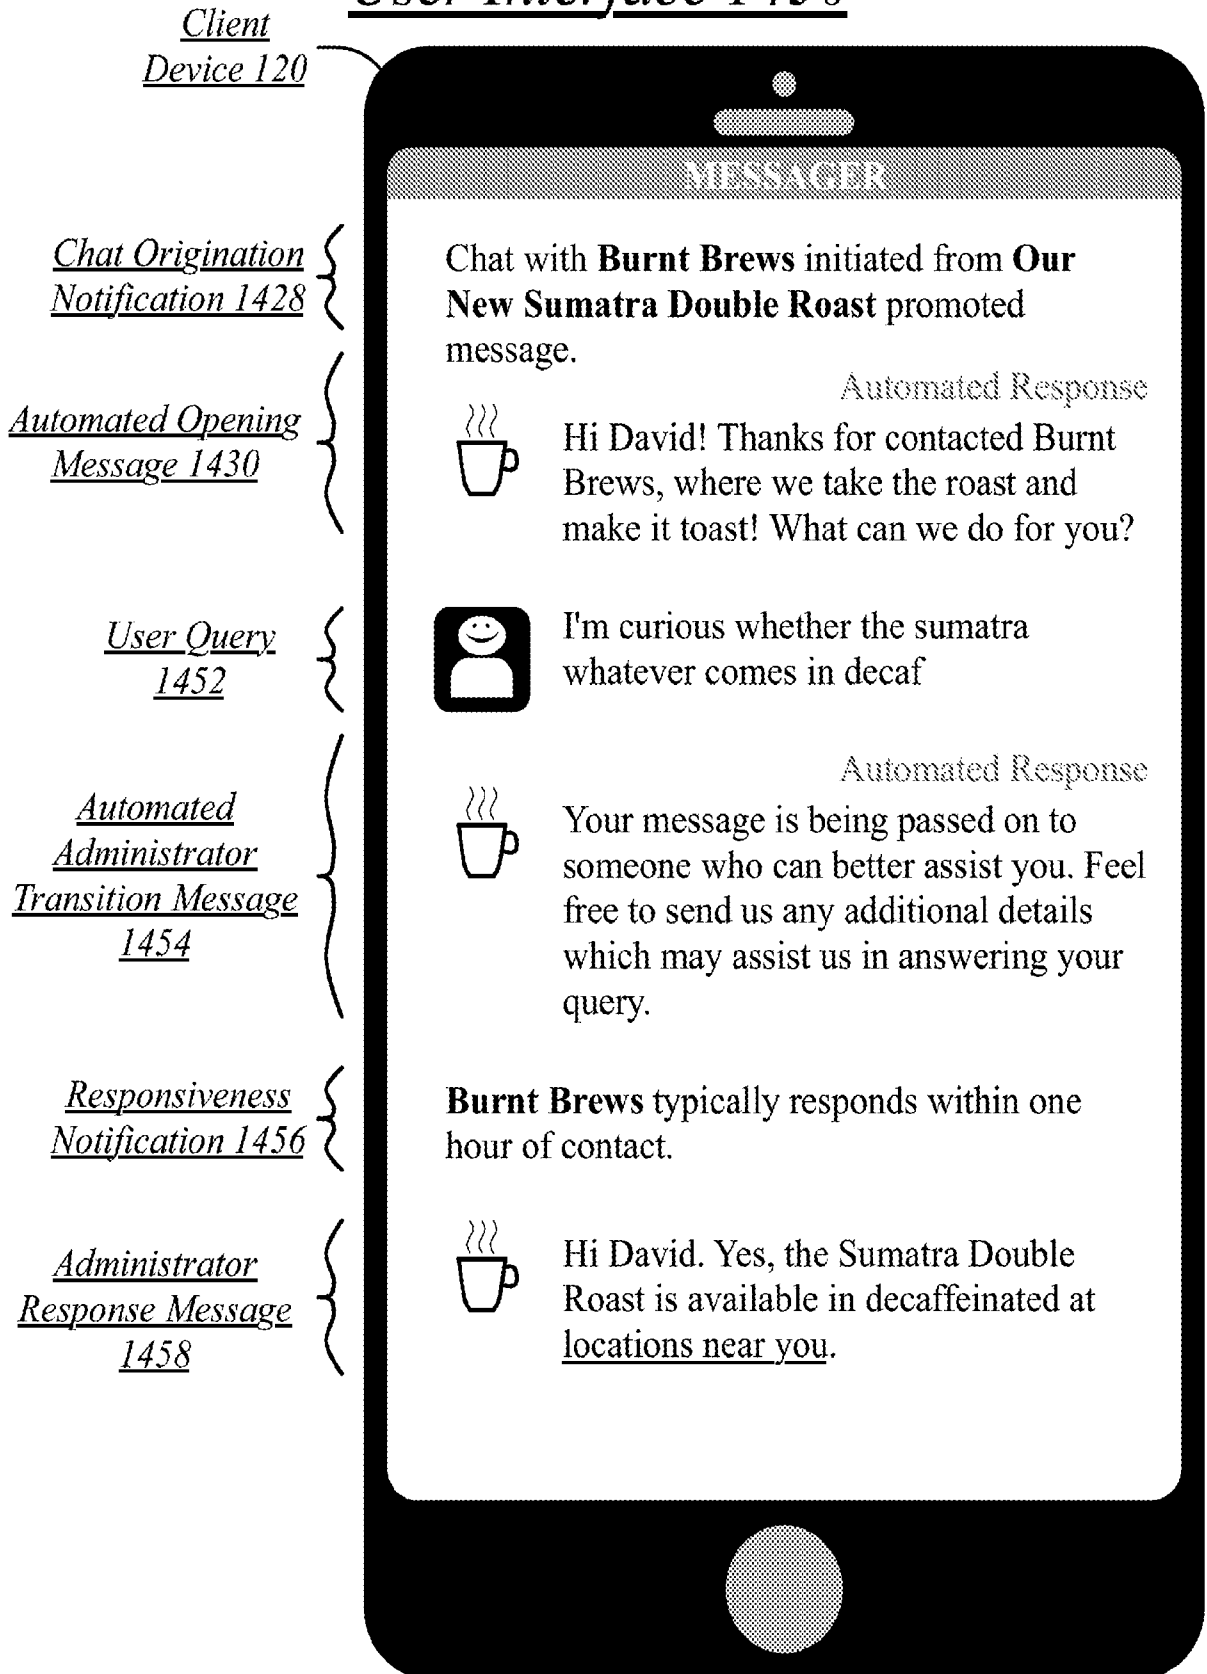 User Interface 1450
Client
Device 120
MESSAGER
Chat Origination
Notification 1428
Chat with Burnt Brews initiated from Our
New Sumatra Double Roast promoted
message.
Automated Opening
Message 1430
Automated Response
Hi David! Thanks for contacted Burnt
Brews, where we take the roast and
make it toast! What can we do for you?
User Query
1452
I'm curious whether the sumatra
whatever comes in decaf
Automated
Administrator
Transition Message
1454
Automated Response
Your message is being passed on to
someone who can better assist you. Feel
free to send us any additional details
which may assist us in answering your
query.
Responsiveness
Notification 1456
Burnt Brews typically responds within one
hour of contact.
Administrator
Response Message
1458
Hi David. Yes, the Sumatra Double
Roast is available in decaffeinated at
locations near you.